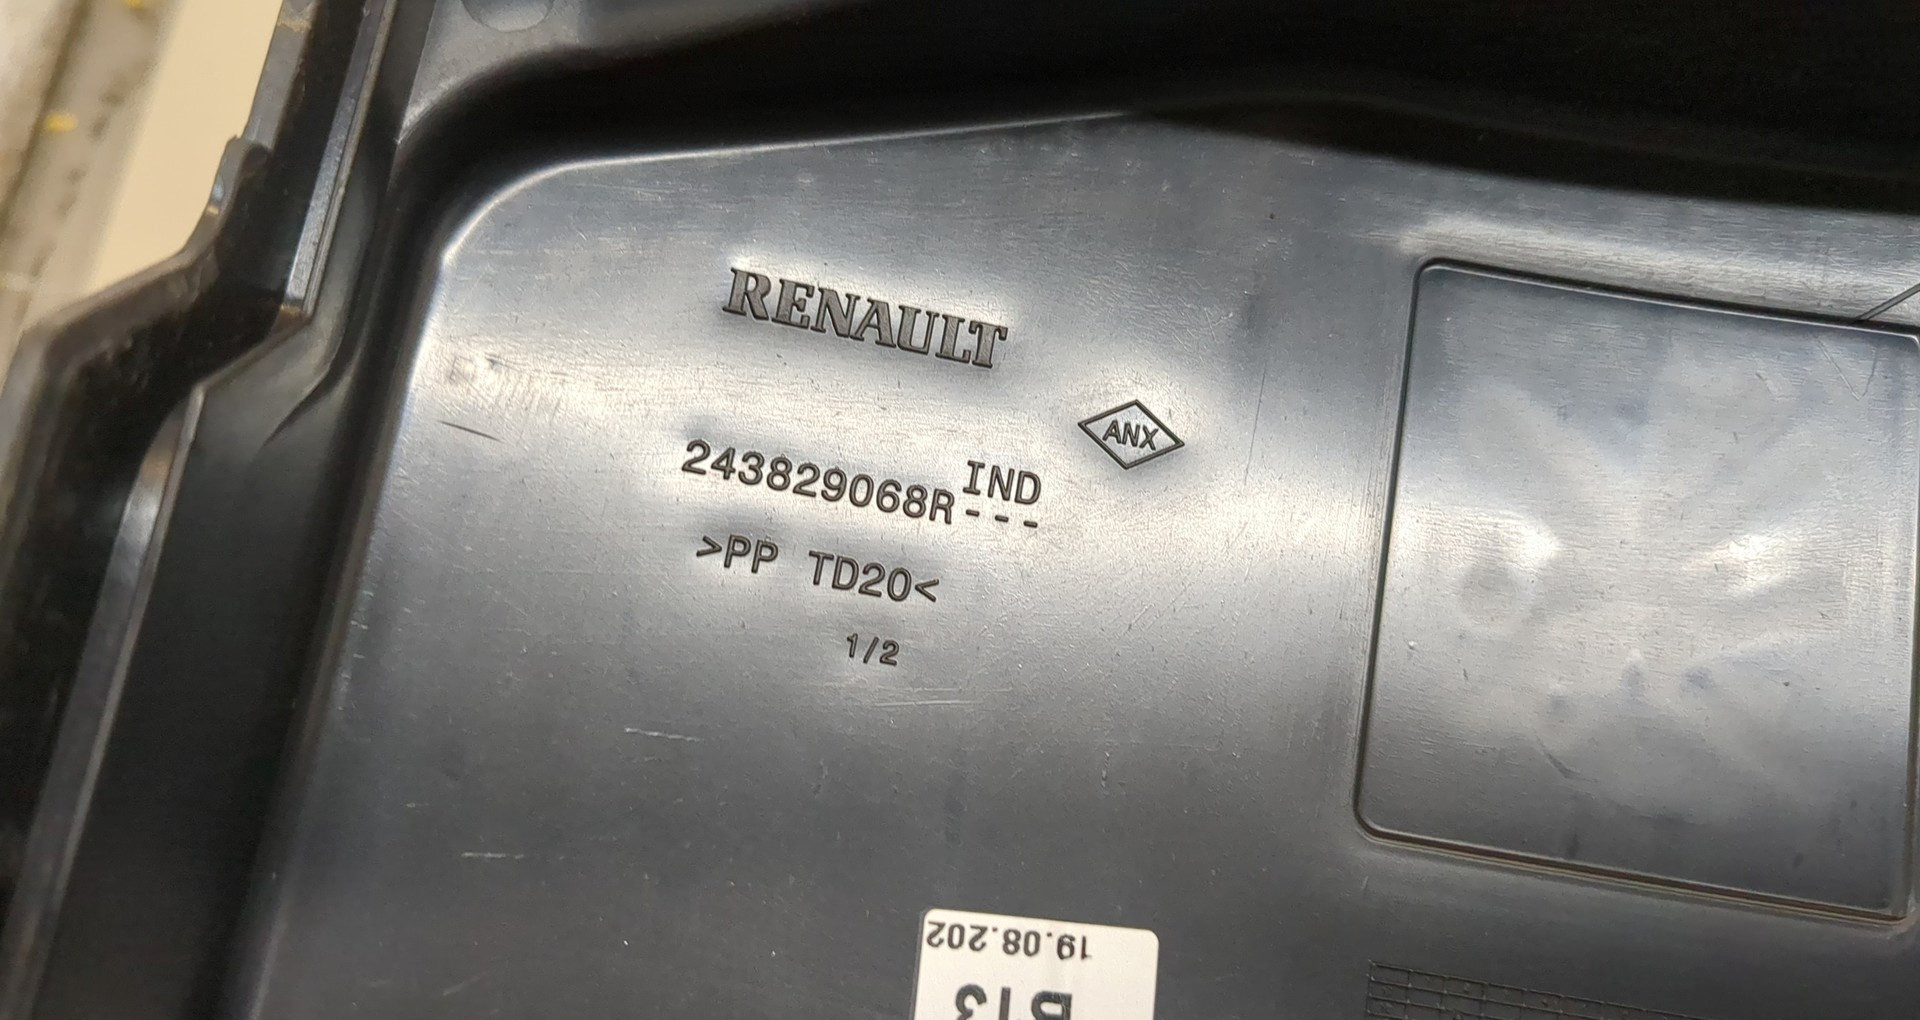 RENAULT
ANX
243829068R IND
---
>PP TD20<
1/2
19.08.202